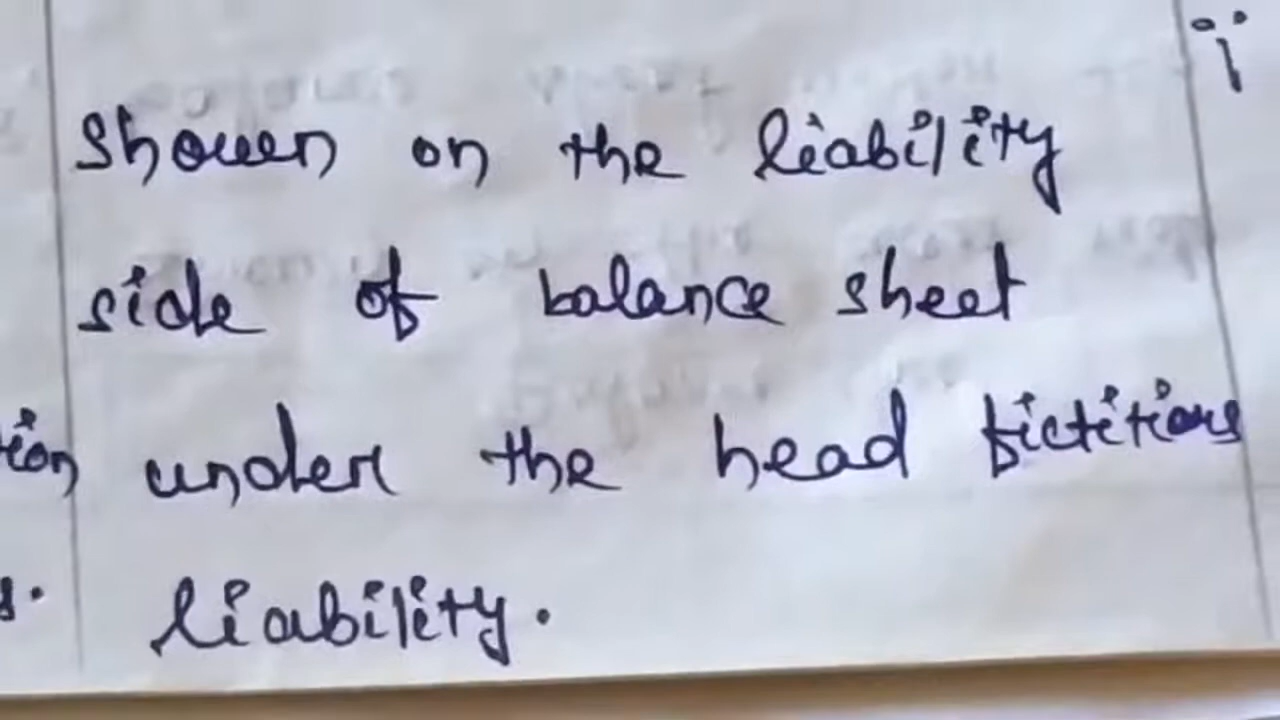 shown on the liability
side of balance sheet
under the head fictitious
liability.